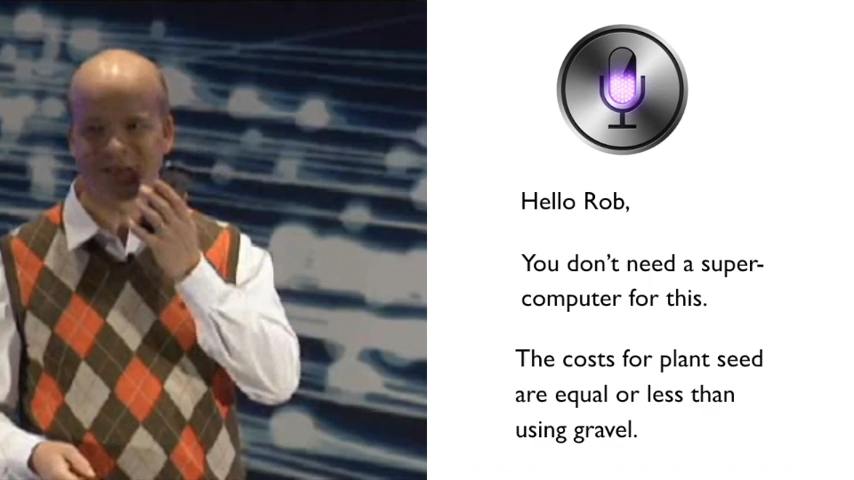 Hello Rob,
You don't need a super-
computer for this.
The costs for plant seed
are equal or less than
using gravel.